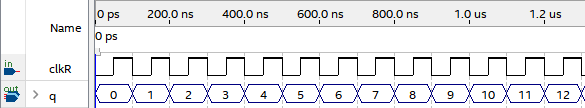 Name
0 ps 200.0 ns 400.0 ns 600.0 ns 800.0 ns 1.0 us 1.2 us
0 ps
in clkR
out > q 0 1 2 3 4 5 6 7 8 9 10 11 12